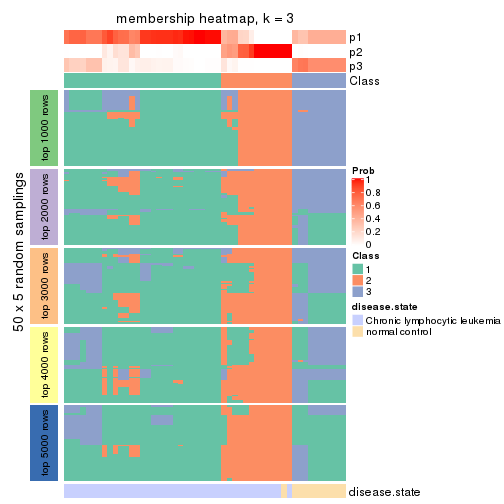 membership heatmap, k = 3
p1
p2
p3
Class
50 x 5 random samplings
top 1000 rows
top 2000 rows
top 3000 rows
top 4000 rows
top 5000 rows
Prob
1
0.8
0.6
0.4
0.2
0
Class
1
2
3
disease.state
Chronic lymphocytic leukemia
normal control
disease.state